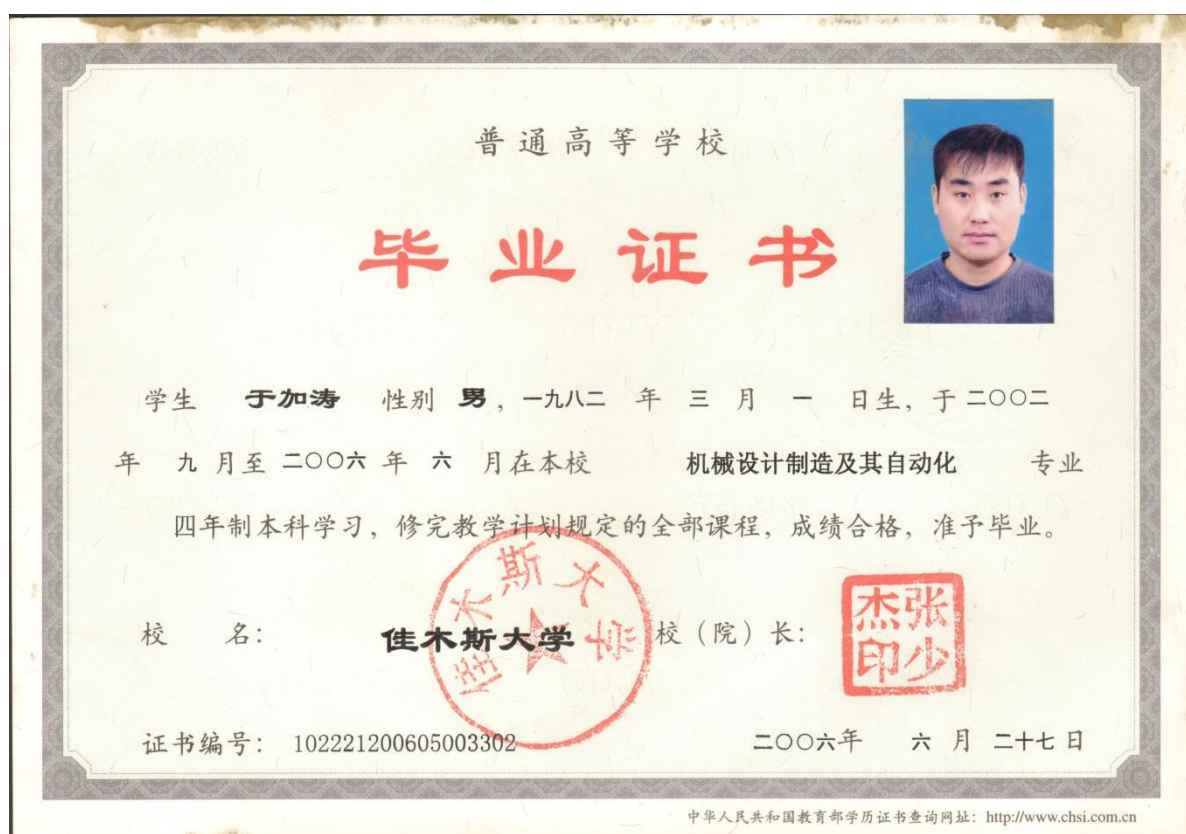 普通高等学校
毕业证书
学生 于加涛 性别 男，一九八二 年 三 月 一 日生，于 二〇〇二
年 九 月至 二〇〇六 年 六 月在本校 机械设计制造及其自动化 专业
四年制本科学习，修完教学计划规定的全部课程，成绩合格，准予毕业。
佳木斯大学
校 名： 佳木斯大学 校（院）长： 张少杰印
证书编号： 102221200605003302 二〇〇六年 六 月 二十七 日
中华人民共和国教育部学历证书查询网址：http://www.chsi.com.cn